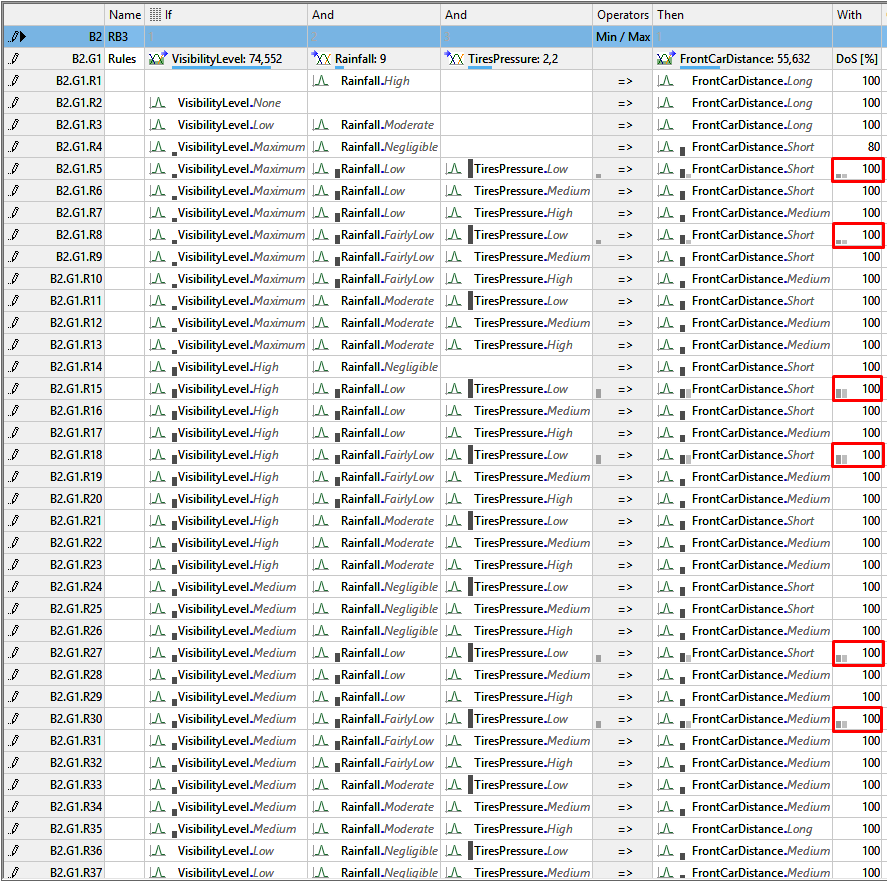 Name If And And Operators Then With
B2 RB3 Min / Max
B2.G1 Rules VisibilityLevel: 74,552 Rainfall: 9 TiresPressure: 2,2 FrontCarDistance: 55,632 DoS [%]
B2.G1.R1 Rainfall.High => FrontCarDistance.Long 100
B2.G1.R2 VisibilityLevel.None => FrontCarDistance.Long 100
B2.G1.R3 VisibilityLevel.Low Rainfall.Moderate => FrontCarDistance.Long 100
B2.G1.R4 VisibilityLevel.Maximum Rainfall.Negligible => FrontCarDistance.Short 80
B2.G1.R5 VisibilityLevel.Maximum Rainfall.Low TiresPressure.Low => FrontCarDistance.Short 100
B2.G1.R6 VisibilityLevel.Maximum Rainfall.Low TiresPressure.Medium => FrontCarDistance.Short 100
B2.G1.R7 VisibilityLevel.Maximum Rainfall.Low TiresPressure.High => FrontCarDistance.Medium 100
B2.G1.R8 VisibilityLevel.Maximum Rainfall.FairlyLow TiresPressure.Low => FrontCarDistance.Short 100
B2.G1.R9 VisibilityLevel.Maximum Rainfall.FairlyLow TiresPressure.Medium => FrontCarDistance.Short 100
B2.G1.R10 VisibilityLevel.Maximum Rainfall.FairlyLow TiresPressure.High => FrontCarDistance.Medium 100
B2.G1.R11 VisibilityLevel.Maximum Rainfall.Moderate TiresPressure.Low => FrontCarDistance.Short 100
B2.G1.R12 VisibilityLevel.Maximum Rainfall.Moderate TiresPressure.Medium => FrontCarDistance.Medium 100
B2.G1.R13 VisibilityLevel.Maximum Rainfall.Moderate TiresPressure.High => FrontCarDistance.Medium 100
B2.G1.R14 VisibilityLevel.High Rainfall.Negligible => FrontCarDistance.Short 100
B2.G1.R15 VisibilityLevel.High Rainfall.Low TiresPressure.Low => FrontCarDistance.Short 100
B2.G1.R16 VisibilityLevel.High Rainfall.Low TiresPressure.Medium => FrontCarDistance.Short 100
B2.G1.R17 VisibilityLevel.High Rainfall.Low TiresPressure.High => FrontCarDistance.Medium 100
B2.G1.R18 VisibilityLevel.High Rainfall.FairlyLow TiresPressure.Low => FrontCarDistance.Short 100
B2.G1.R19 VisibilityLevel.High Rainfall.FairlyLow TiresPressure.Medium => FrontCarDistance.Medium 100
B2.G1.R20 VisibilityLevel.High Rainfall.FairlyLow TiresPressure.High => FrontCarDistance.Medium 100
B2.G1.R21 VisibilityLevel.High Rainfall.Moderate TiresPressure.Low => FrontCarDistance.Short 100
B2.G1.R22 VisibilityLevel.High Rainfall.Moderate TiresPressure.Medium => FrontCarDistance.Medium 100
B2.G1.R23 VisibilityLevel.High Rainfall.Moderate TiresPressure.High => FrontCarDistance.Medium 100
B2.G1.R24 VisibilityLevel.Medium Rainfall.Negligible TiresPressure.Low => FrontCarDistance.Short 100
B2.G1.R25 VisibilityLevel.Medium Rainfall.Negligible TiresPressure.Medium => FrontCarDistance.Short 100
B2.G1.R26 VisibilityLevel.Medium Rainfall.Negligible TiresPressure.High => FrontCarDistance.Medium 100
B2.G1.R27 VisibilityLevel.Medium Rainfall.Low TiresPressure.Low => FrontCarDistance.Short 100
B2.G1.R28 VisibilityLevel.Medium Rainfall.Low TiresPressure.Medium => FrontCarDistance.Medium 100
B2.G1.R29 VisibilityLevel.Medium Rainfall.Low TiresPressure.High => FrontCarDistance.Medium 100
B2.G1.R30 VisibilityLevel.Medium Rainfall.FairlyLow TiresPressure.Low => FrontCarDistance.Medium 100
B2.G1.R31 VisibilityLevel.Medium Rainfall.FairlyLow TiresPressure.Medium => FrontCarDistance.Medium 100
B2.G1.R32 VisibilityLevel.Medium Rainfall.FairlyLow TiresPressure.High => FrontCarDistance.Medium 100
B2.G1.R33 VisibilityLevel.Medium Rainfall.Moderate TiresPressure.Low => FrontCarDistance.Medium 100
B2.G1.R34 VisibilityLevel.Medium Rainfall.Moderate TiresPressure.Medium => FrontCarDistance.Medium 100
B2.G1.R35 VisibilityLevel.Medium Rainfall.Moderate TiresPressure.High => FrontCarDistance.Long 100
B2.G1.R36 VisibilityLevel.Low Rainfall.Negligible TiresPressure.Low => FrontCarDistance.Medium 100
B2.G1.R37 VisibilityLevel.Low Rainfall.Negligible TiresPressure.Medium => FrontCarDistance.Medium 100